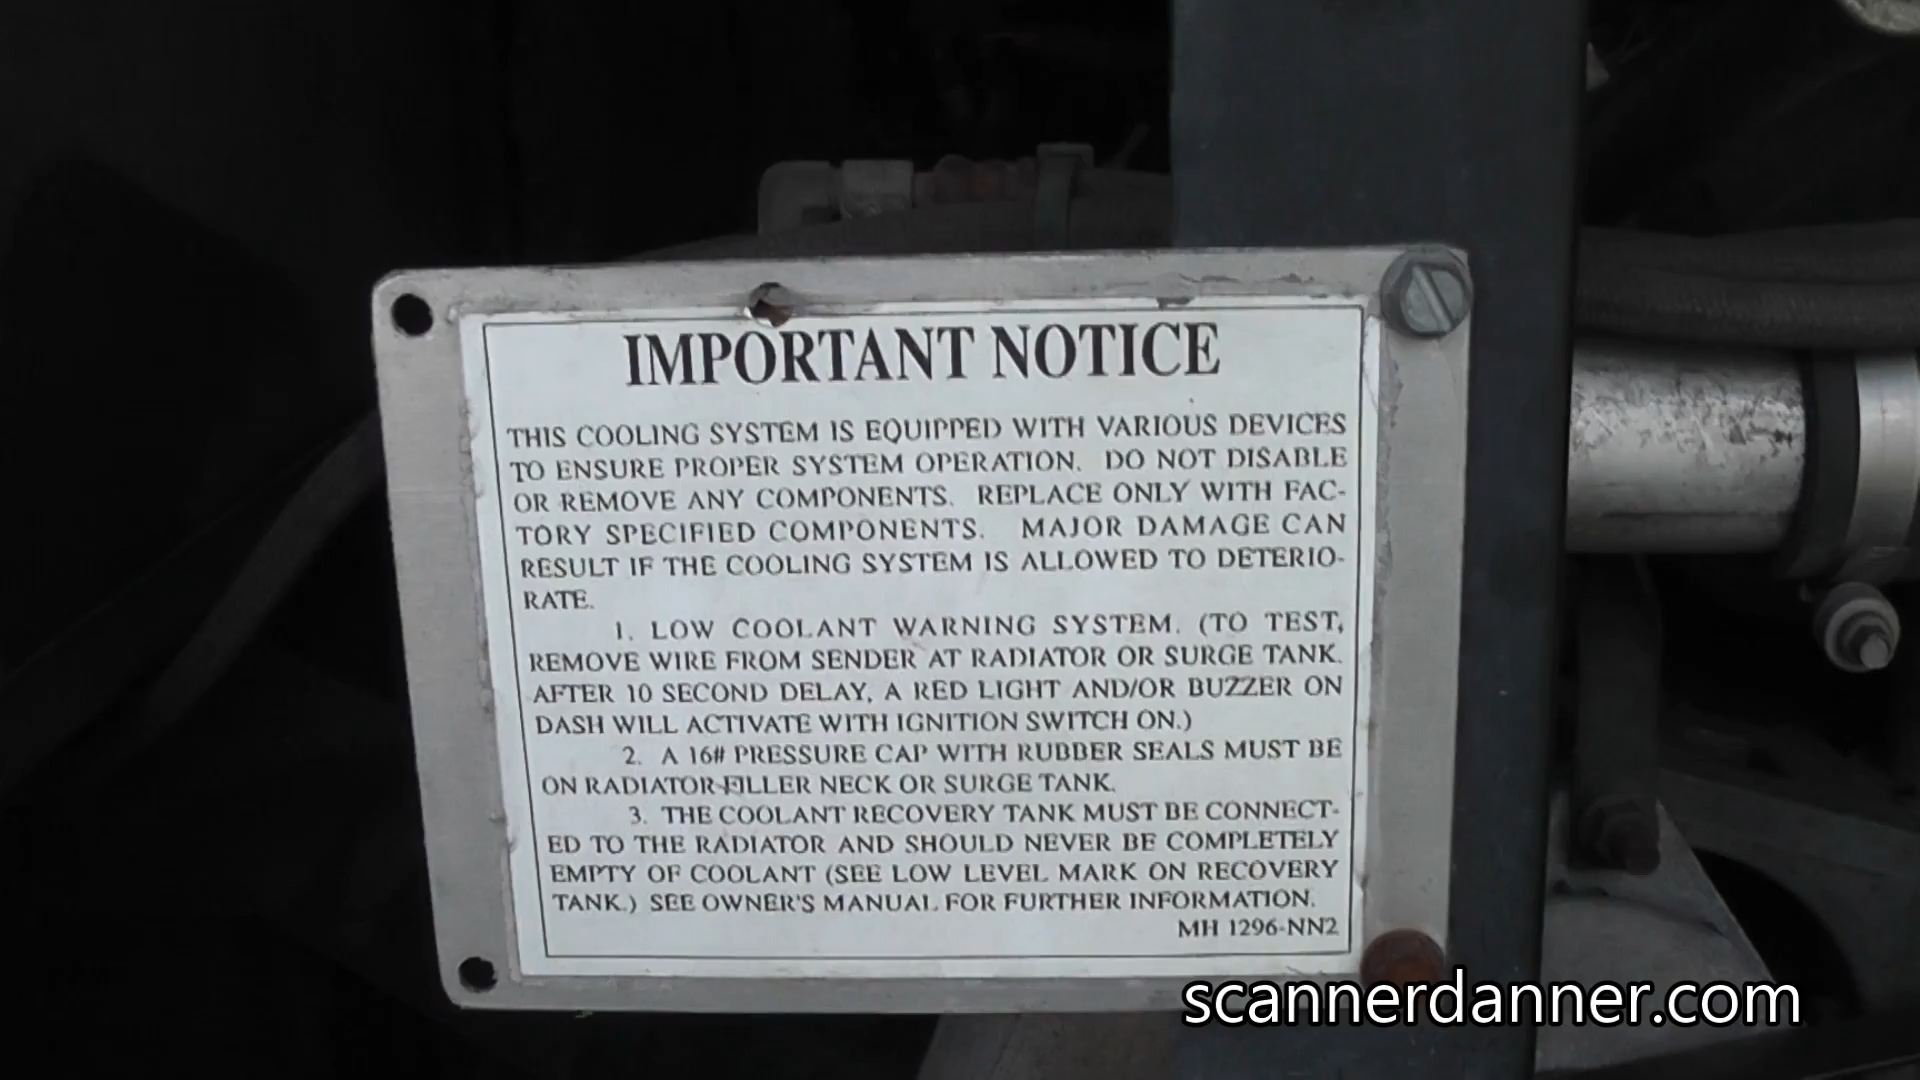 IMPORTANT NOTICE
THIS COOLING SYSTEM IS EQUIPPED WITH VARIOUS DEVICES
TO ENSURE PROPER SYSTEM OPERATION. DO NOT DISABLE
OR REMOVE ANY COMPONENTS. REPLACE ONLY WITH FAC-
TORY SPECIFIED COMPONENTS. MAJOR DAMAGE CAN
RESULT IF THE COOLING SYSTEM IS ALLOWED TO DETERIO-
RATE.
1. LOW COOLANT WARNING SYSTEM. (TO TEST,
REMOVE WIRE FROM SENDER AT RADIATOR OR SURGE TANK.
AFTER 10 SECOND DELAY, A RED LIGHT AND/OR BUZZER ON
DASH WILL ACTIVATE WITH IGNITION SWITCH ON.)
2. A 16# PRESSURE CAP WITH RUBBER SEALS MUST BE
ON RADIATOR FILLER NECK OR SURGE TANK.
3. THE COOLANT RECOVERY TANK MUST BE CONNECT-
ED TO THE RADIATOR AND SHOULD NEVER BE COMPLETELY
EMPTY OF COOLANT (SEE LOW LEVEL MARK ON RECOVERY
TANK.) SEE OWNER'S MANUAL FOR FURTHER INFORMATION.
MH 1296-NN2
scannerdanner.com